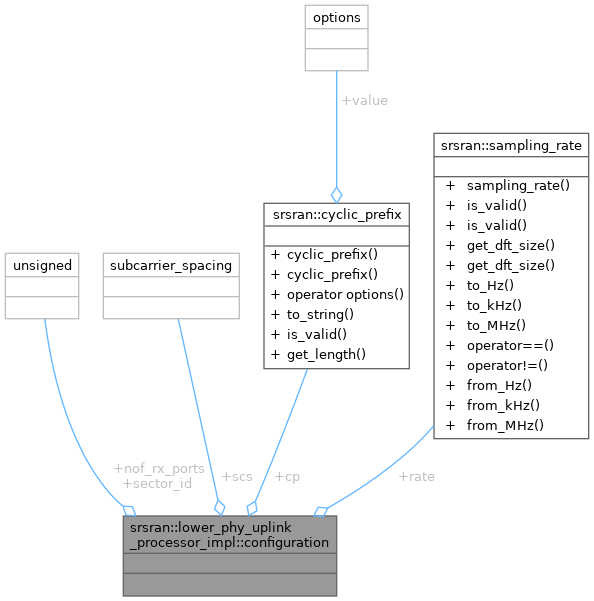 options
+value
srsran::sampling_rate
+ sampling_rate()
+ is_valid()
+ is_valid()
+ get_dft_size()
+ get_dft_size()
+ to_Hz()
+ to_kHz()
+ to_MHz()
+ operator==()
+ operator!=()
+ from_Hz()
+ from_kHz()
+ from_MHz()
srsran::cyclic_prefix
+ cyclic_prefix()
+ cyclic_prefix()
+ operator options()
+ to_string()
+ is_valid()
+ get_length()
unsigned
subcarrier_spacing
+nof_rx_ports
+sector_id
+scs
+cp
+rate
srsran::lower_phy_uplink
_processor_impl::configuration